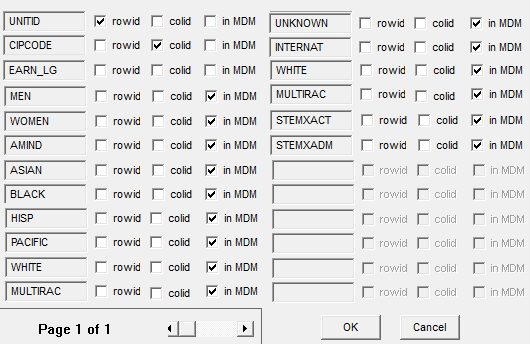 UNITID rowid colid in MDM
CIPCODE rowid colid in MDM
EARN_LG rowid colid in MDM
MEN rowid colid in MDM
WOMEN rowid colid in MDM
AMIND rowid colid in MDM
ASIAN rowid colid in MDM
BLACK rowid colid in MDM
HISP rowid colid in MDM
PACIFIC rowid colid in MDM
WHITE rowid colid in MDM
MULTIRAC rowid colid in MDM
UNKNOWN rowid colid in MDM
INTERNAT rowid colid in MDM
WHITE rowid colid in MDM
MULTIRAC rowid colid in MDM
STEMXACT rowid colid in MDM
STEMXADM rowid colid in MDM
rowid colid in MDM
rowid colid in MDM
rowid colid in MDM
rowid colid in MDM
rowid colid in MDM
rowid colid in MDM
Page 1 of 1
OK Cancel